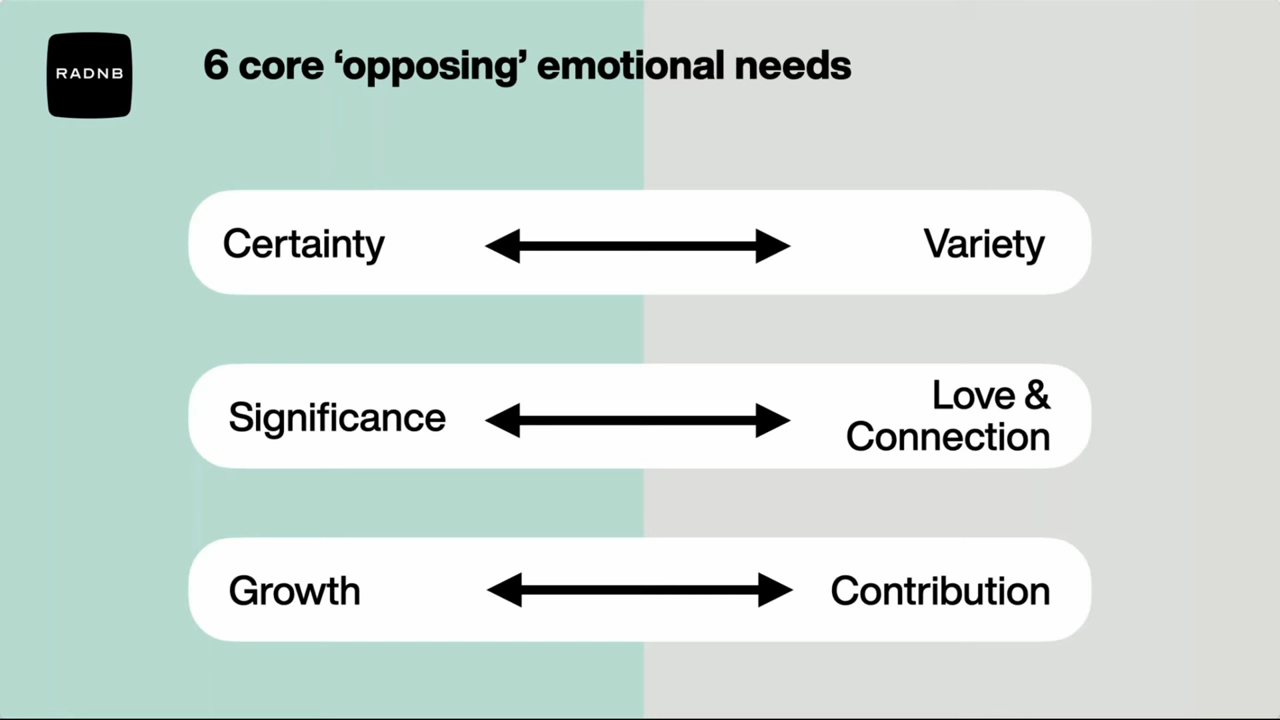 RADNB
6 core ‘opposing’ emotional needs
Certainty
Variety
Significance
Love &
Connection
Growth
Contribution